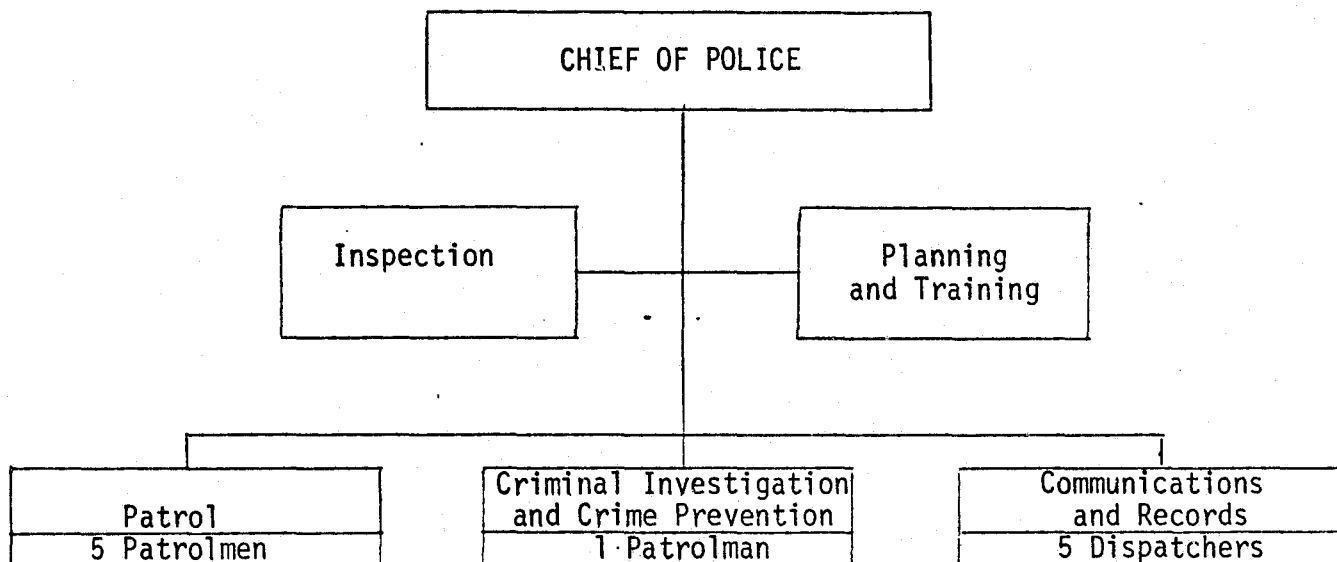 CHIEF OF POLICE
Inspection
Planning
and Training
Patrol
5 Patrolmen
Criminal Investigation
and Crime Prevention
1 Patrolman
Communications
and Records
5 Dispatchers